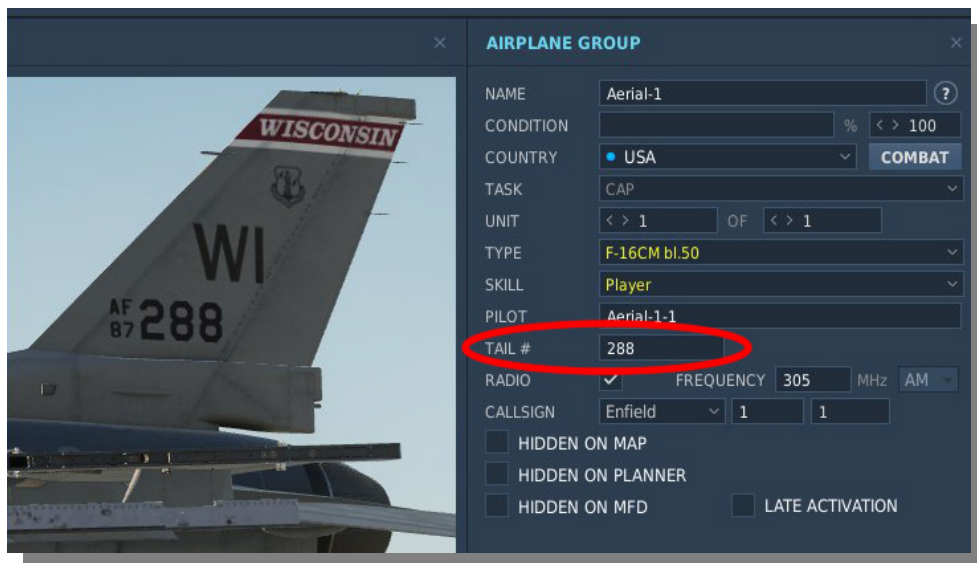 WISCONSIN
WI
AF
87 288
AIRPLANE GROUP
NAME Aerial-1 ?
CONDITION % < > 100
COUNTRY USA COMBAT
TASK CAP
UNIT < > 1 OF < > 1
TYPE F-16CM bl.50
SKILL Player
PILOT Aerial-1-1
TAIL # 288
RADIO FREQUENCY 305 MHz AM
CALLSIGN Enfield 1 1
HIDDEN ON MAP
HIDDEN ON PLANNER
HIDDEN ON MFD LATE ACTIVATION